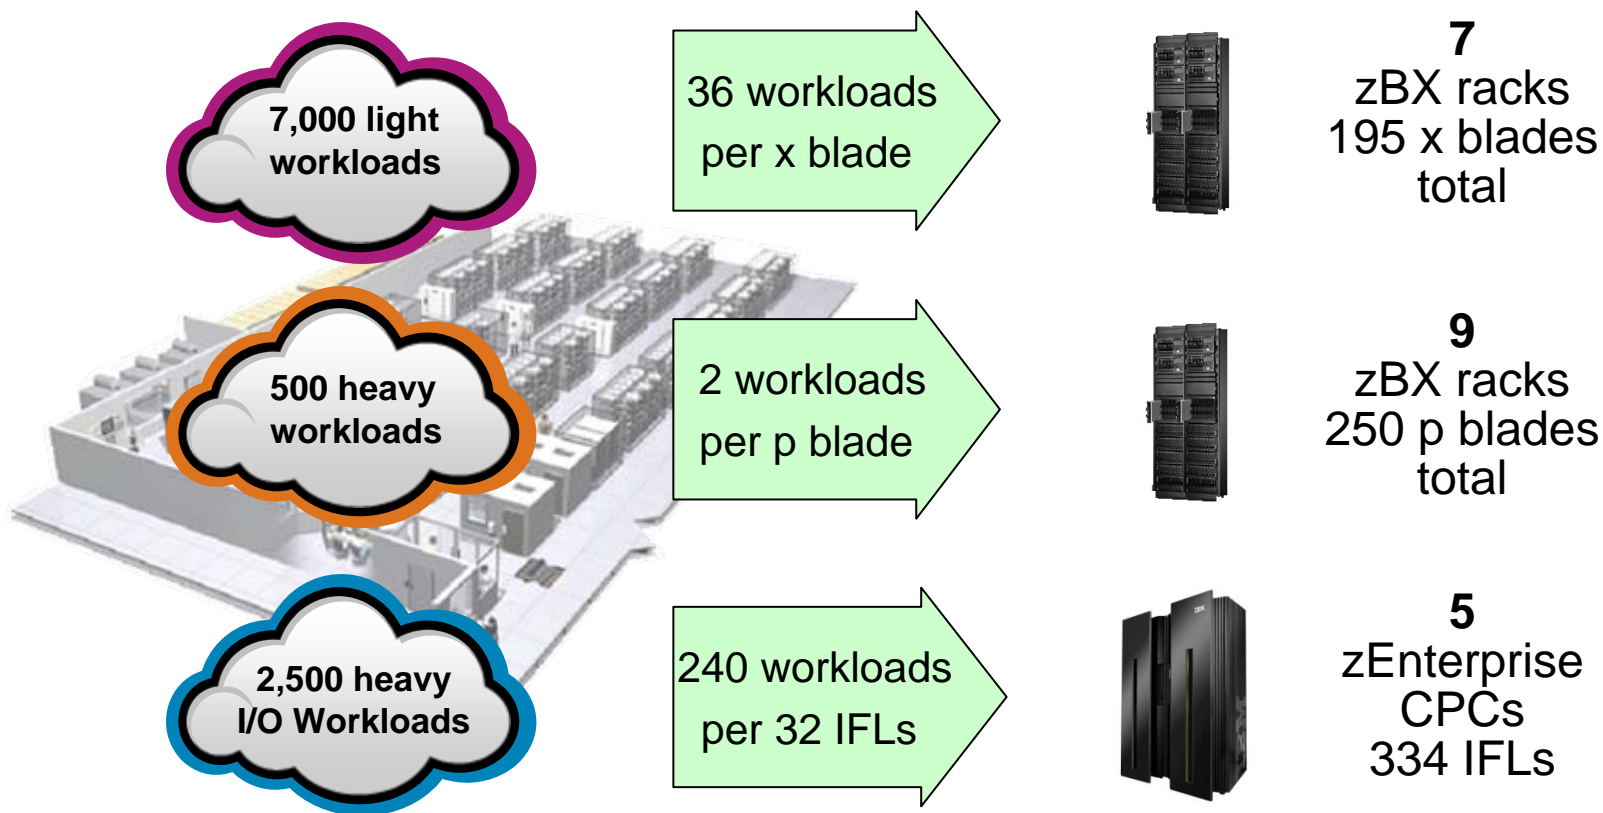 7,000 light
workloads
36 workloads
per x blade
7
zBX racks
195 x blades
total
500 heavy
workloads
2 workloads
per p blade
9
zBX racks
250 p blades
total
2,500 heavy
I/O Workloads
240 workloads
per 32 IFLs
IBM
5
zEnterprise
CPCs
334 IFLs